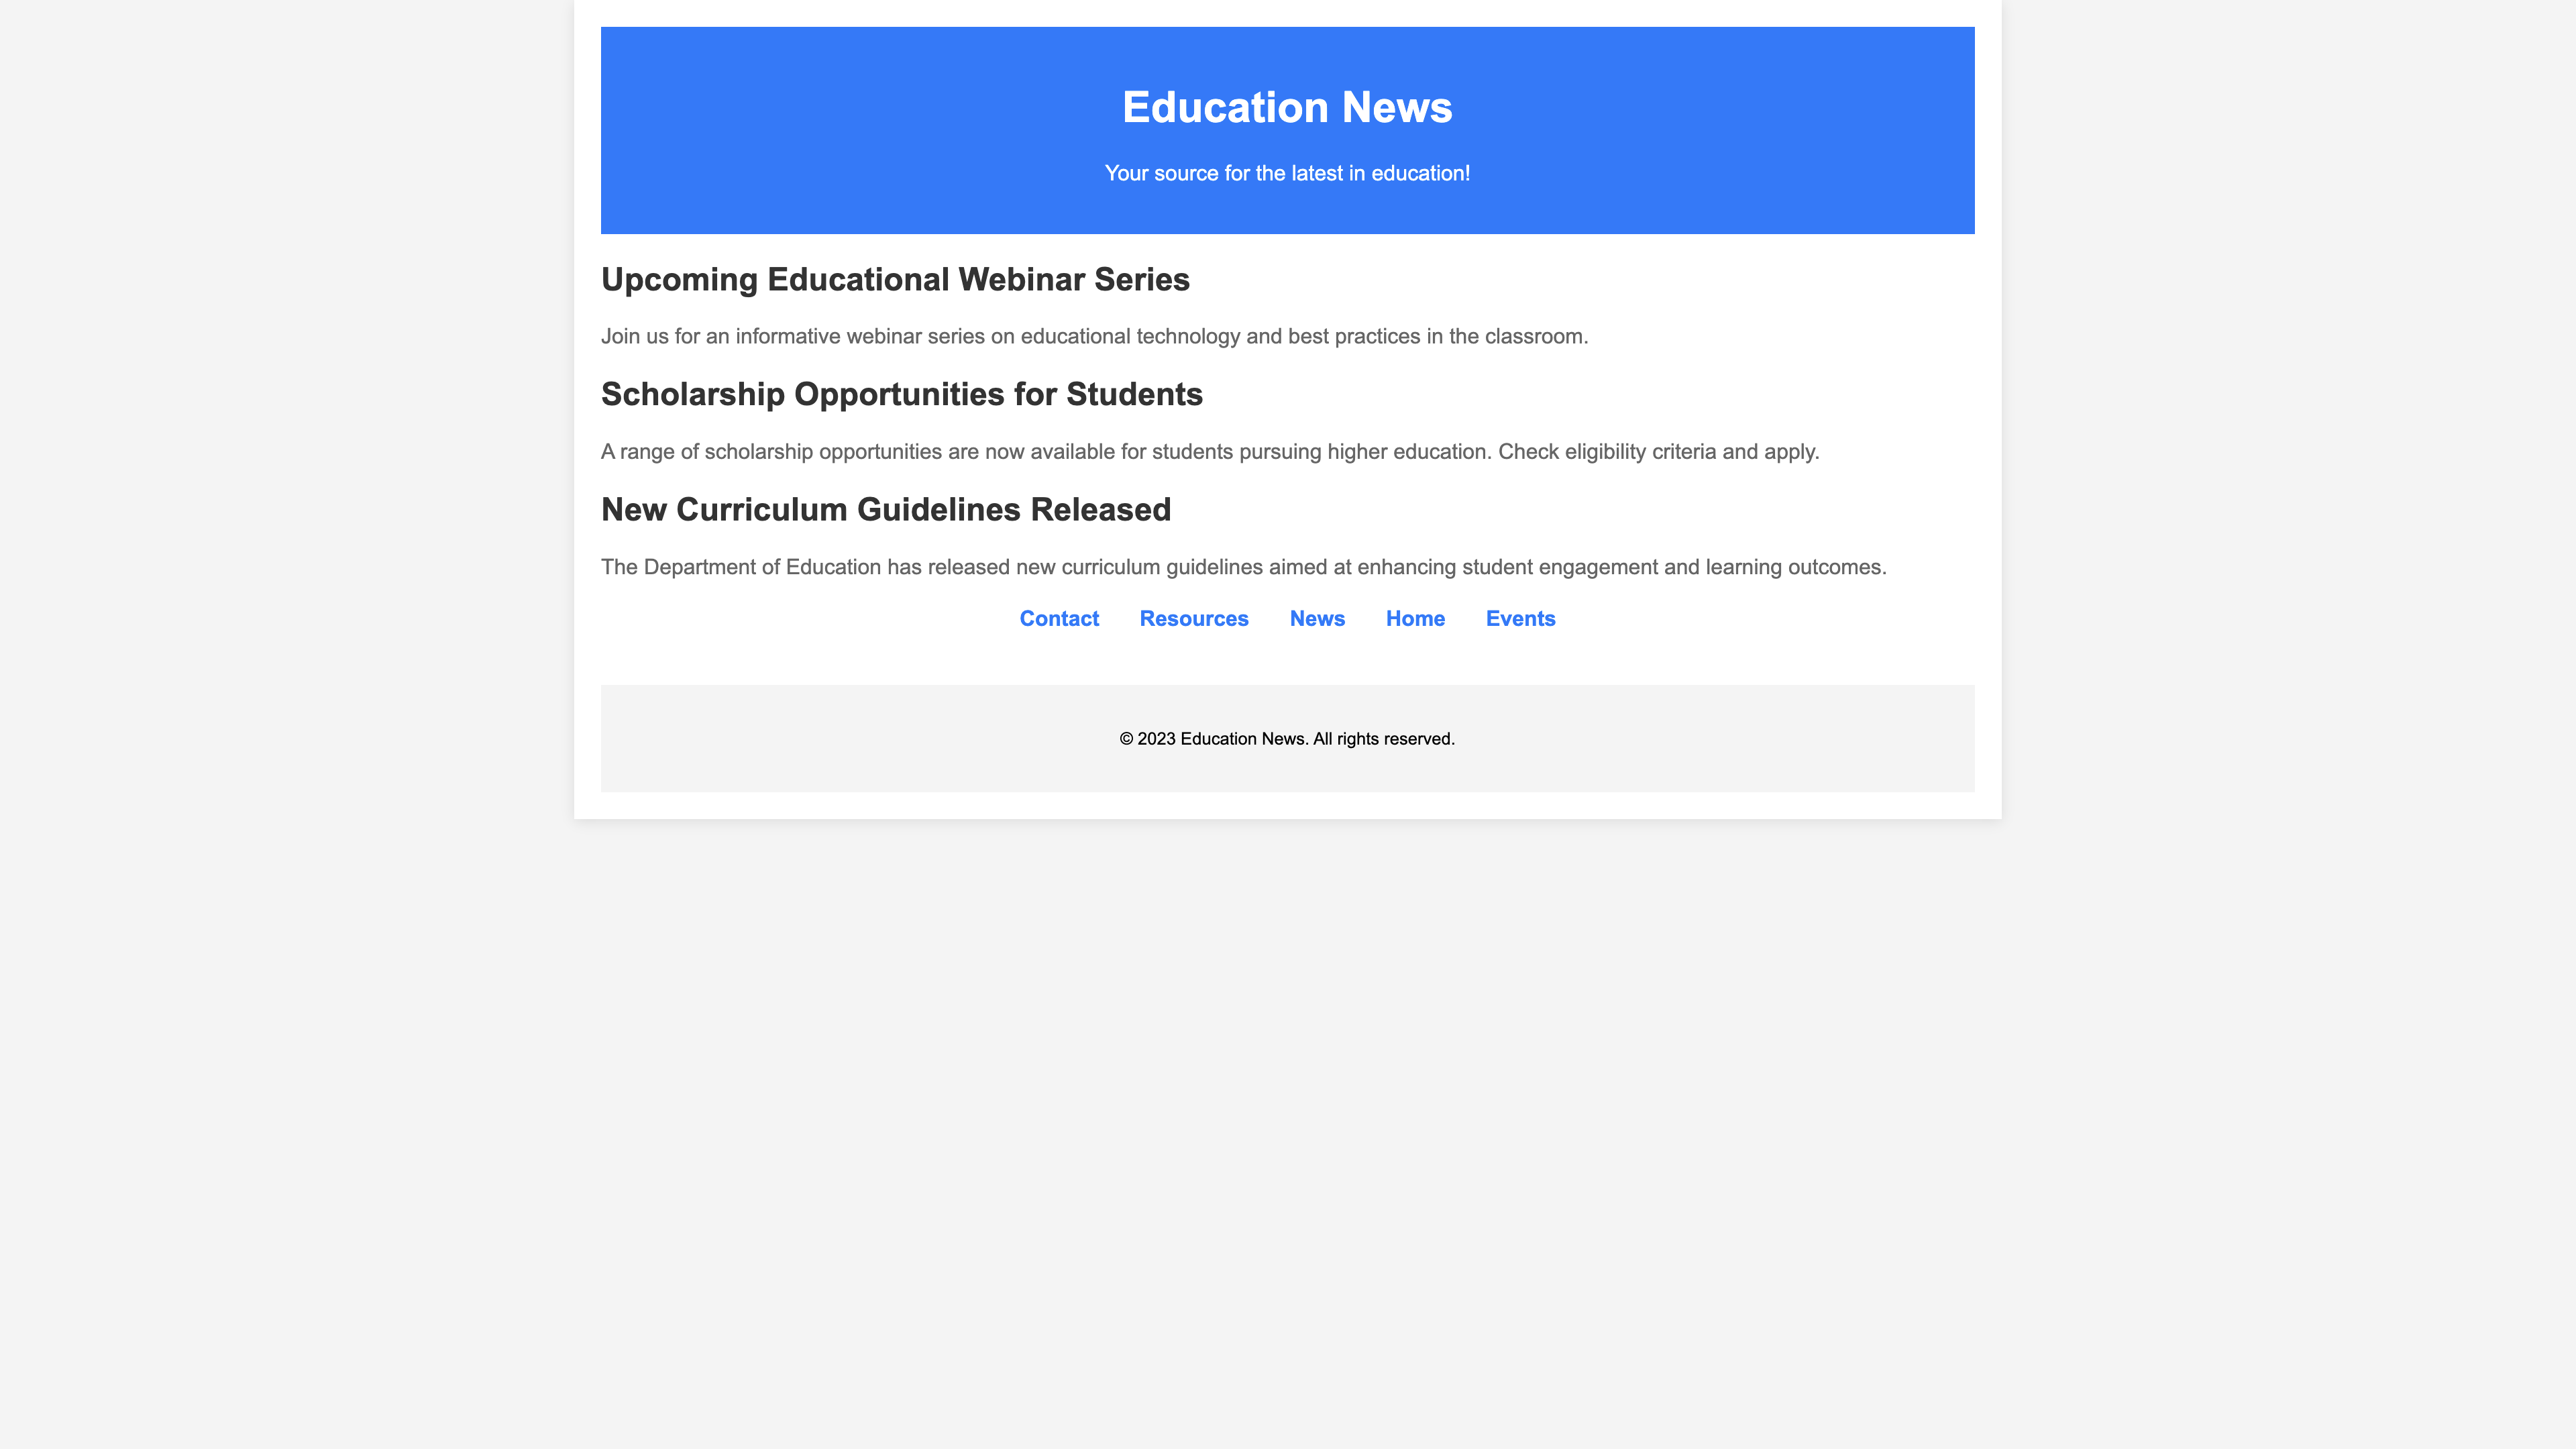 Education News
Your source for the latest in education!
Upcoming Educational Webinar Series
Join us for an informative webinar series on educational technology and best practices in the classroom.
Scholarship Opportunities for Students
A range of scholarship opportunities are now available for students pursuing higher education. Check eligibility criteria and apply.
New Curriculum Guidelines Released
The Department of Education has released new curriculum guidelines aimed at enhancing student engagement and learning outcomes.
Contact Resources News Home Events
© 2023 Education News. All rights reserved.